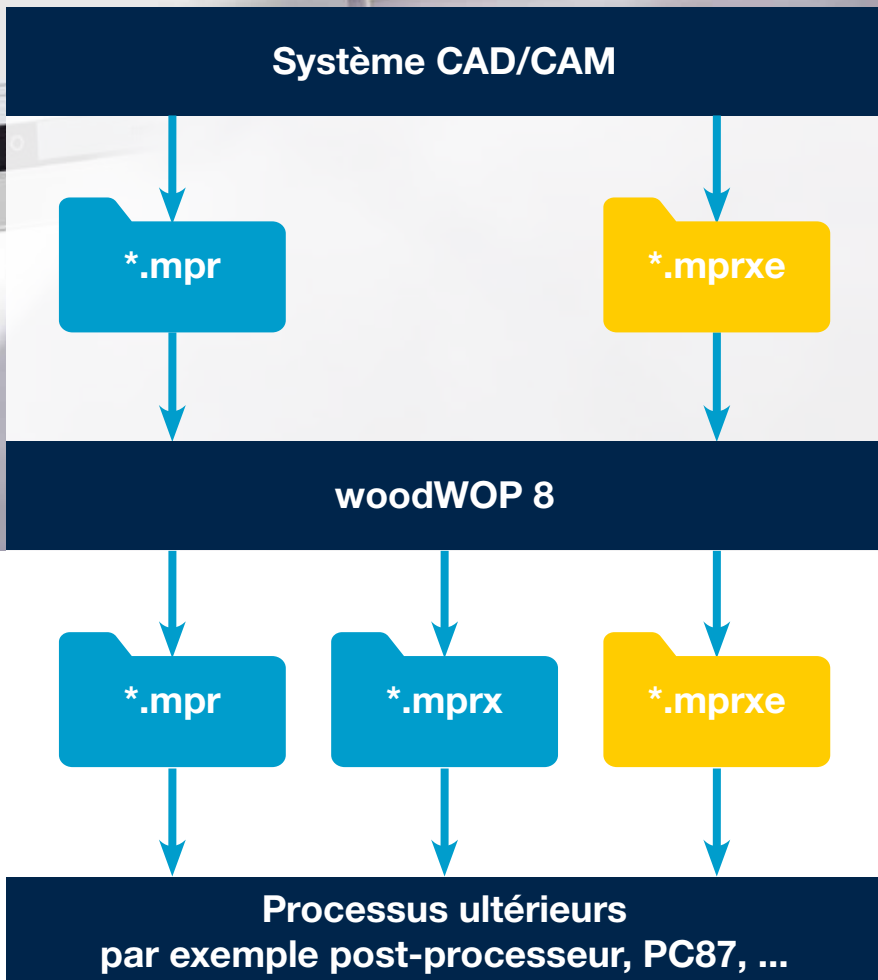 Système CAD/CAM
*.mpr
*.mprxe
woodWOP 8
*.mpr
*.mprx
*.mprxe
Processus ultérieurs
par exemple post-processeur, PC87, ...